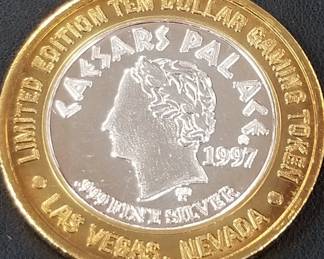 LIMITED EDITION TEN DOLLAR GAMING TOKEN
CAESARS PALACE
1997
.999 FINE SILVER
LAS VEGAS, NEVADA